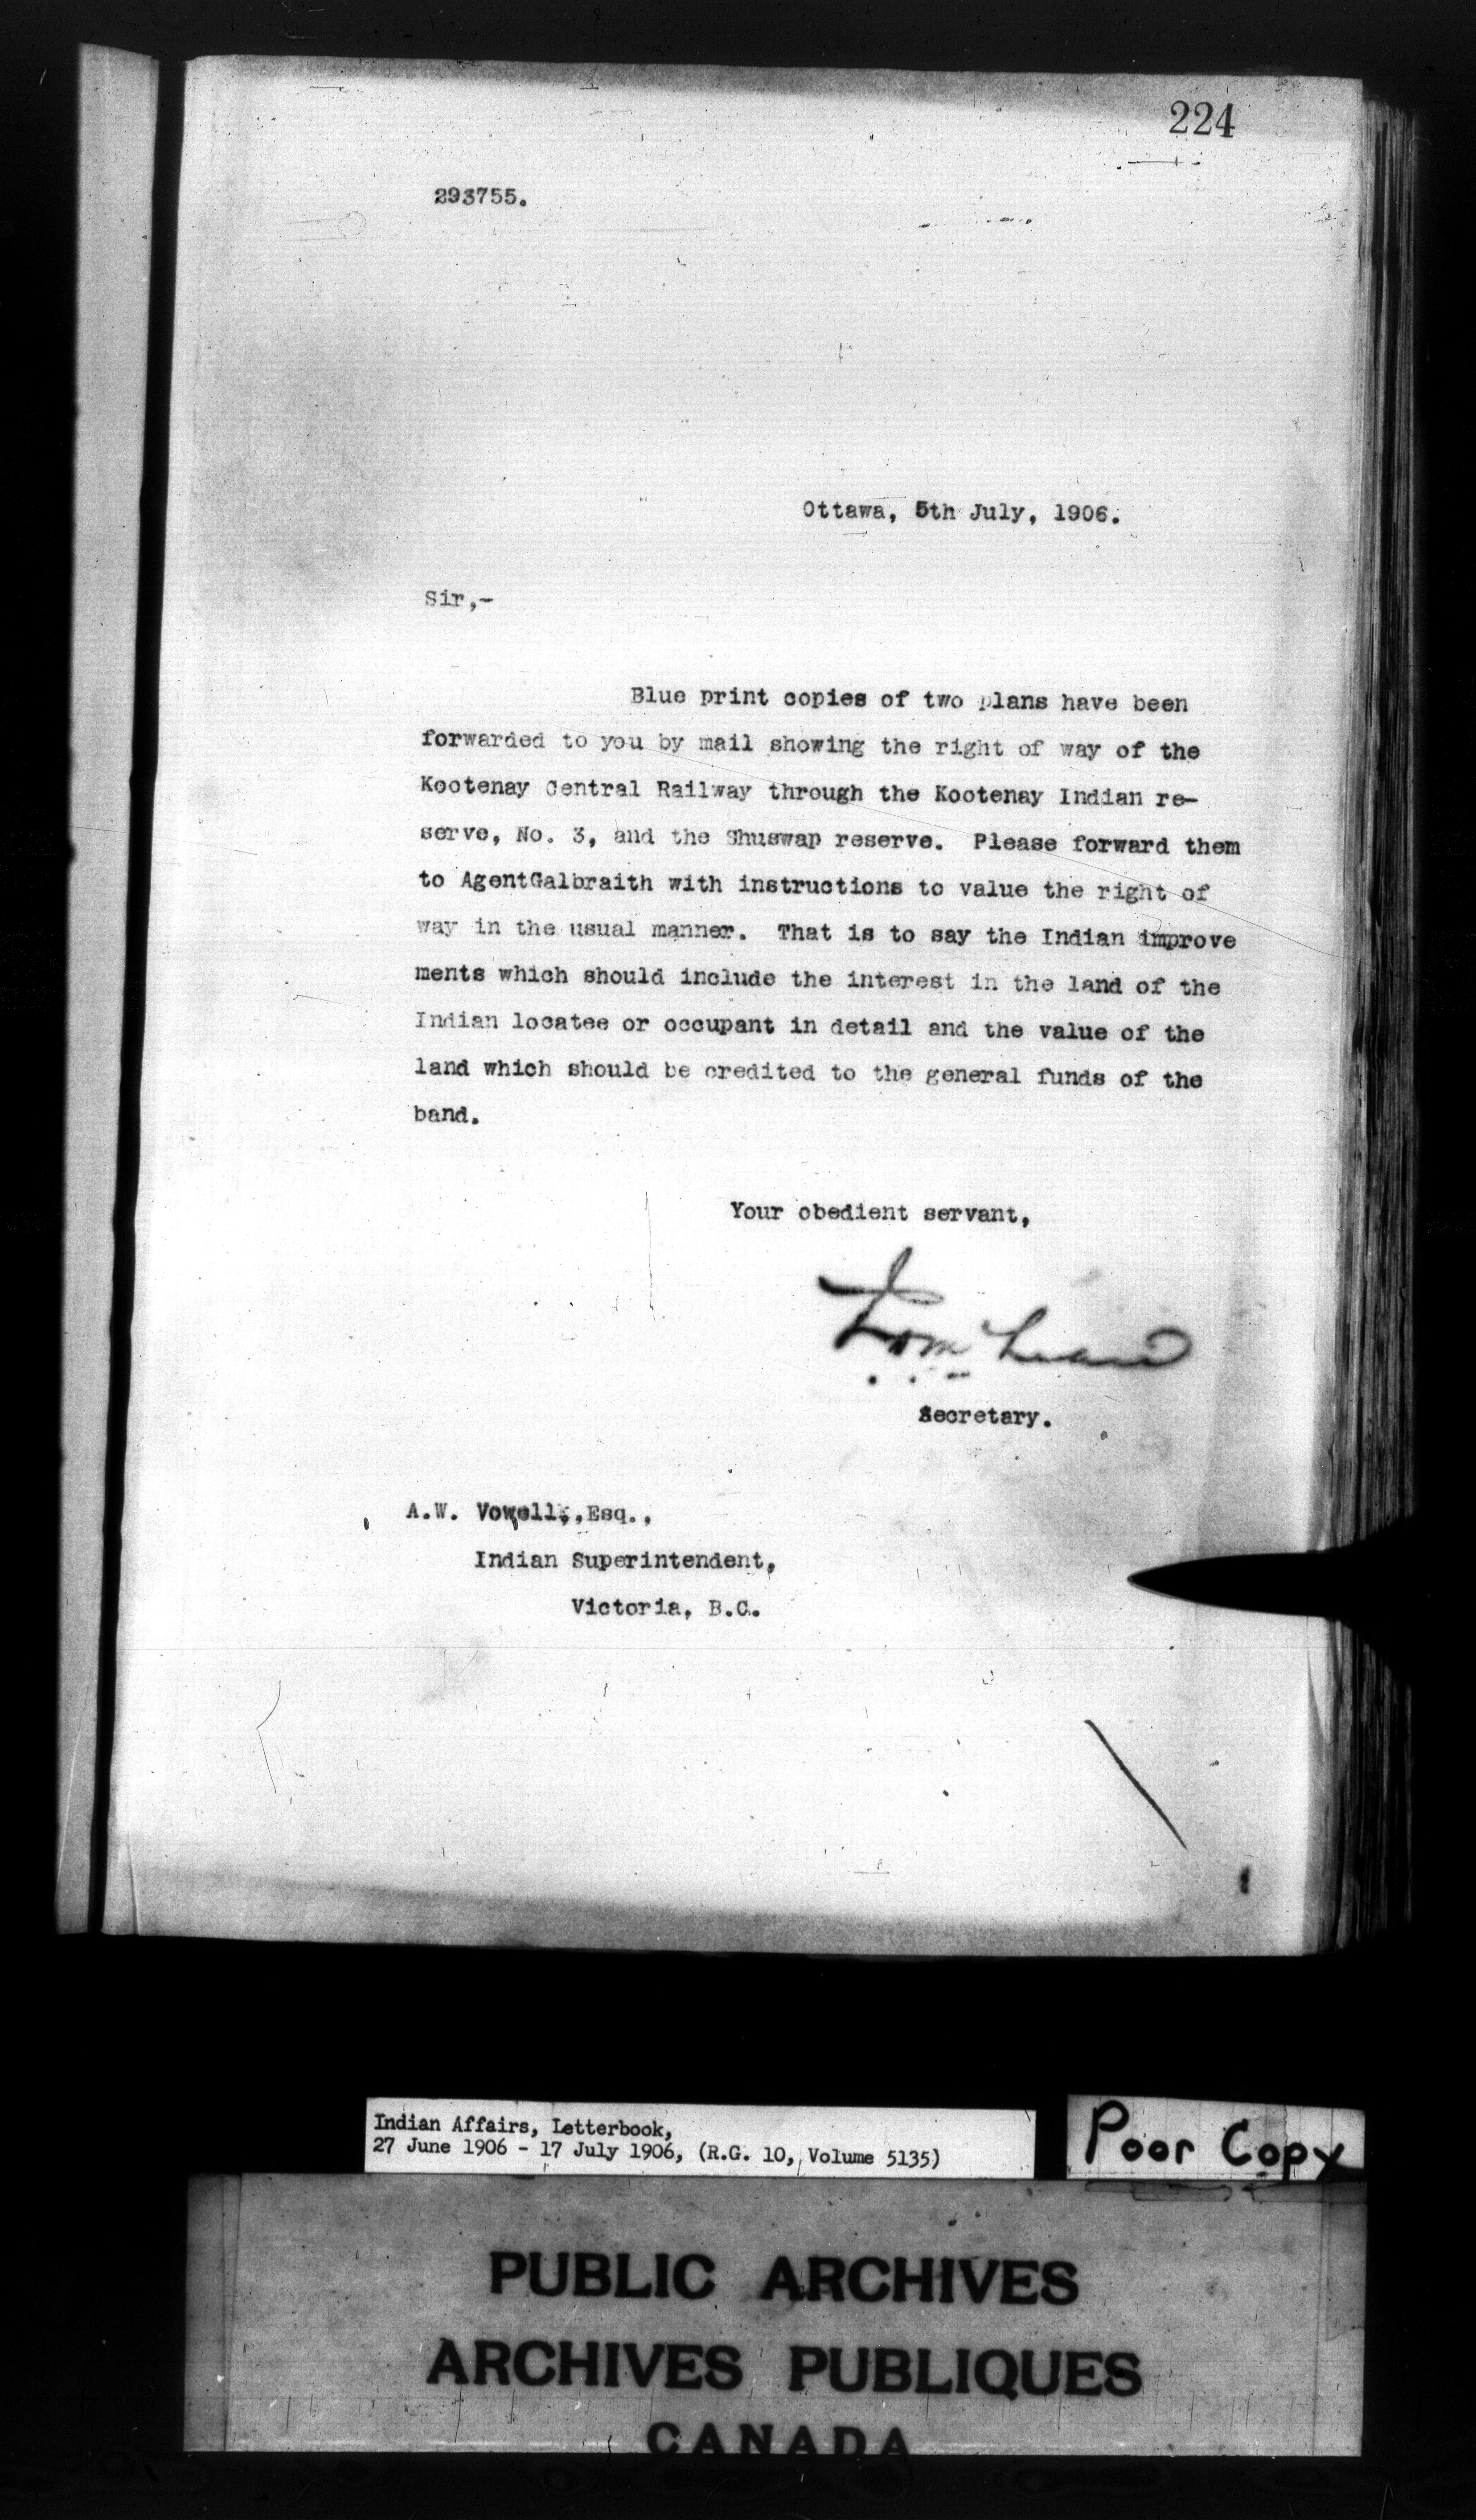 224
293755.
Ottawa, 5th July, 1906.
Sir,-
Blue print copies of two plans have been
forwarded to you by mail showing the right of way of the
Kootenay Central Railway through the Kootenay Indian re-
serve, No. 3, and the Shuswap reserve. Please forward them
to AgentGalbraith with instructions to value the right of
way in the usual manner. That is to say the Indian improve
ments which should include the interest in the land of the
Indian locatee or occupant in detail and the value of the
land which should be credited to the general funds of the
band.
Your obedient servant,
Secretary.
A.W. Vowell, Esq.,
Indian Superintendent,
Victoria, B.C.
Indian Affairs, Letterbook,
27 June 1906 - 17 July 1906, (R.G. 10, Volume 5135)
Poor Copy
PUBLIC ARCHIVES
ARCHIVES PUBLIQUES
CANADA